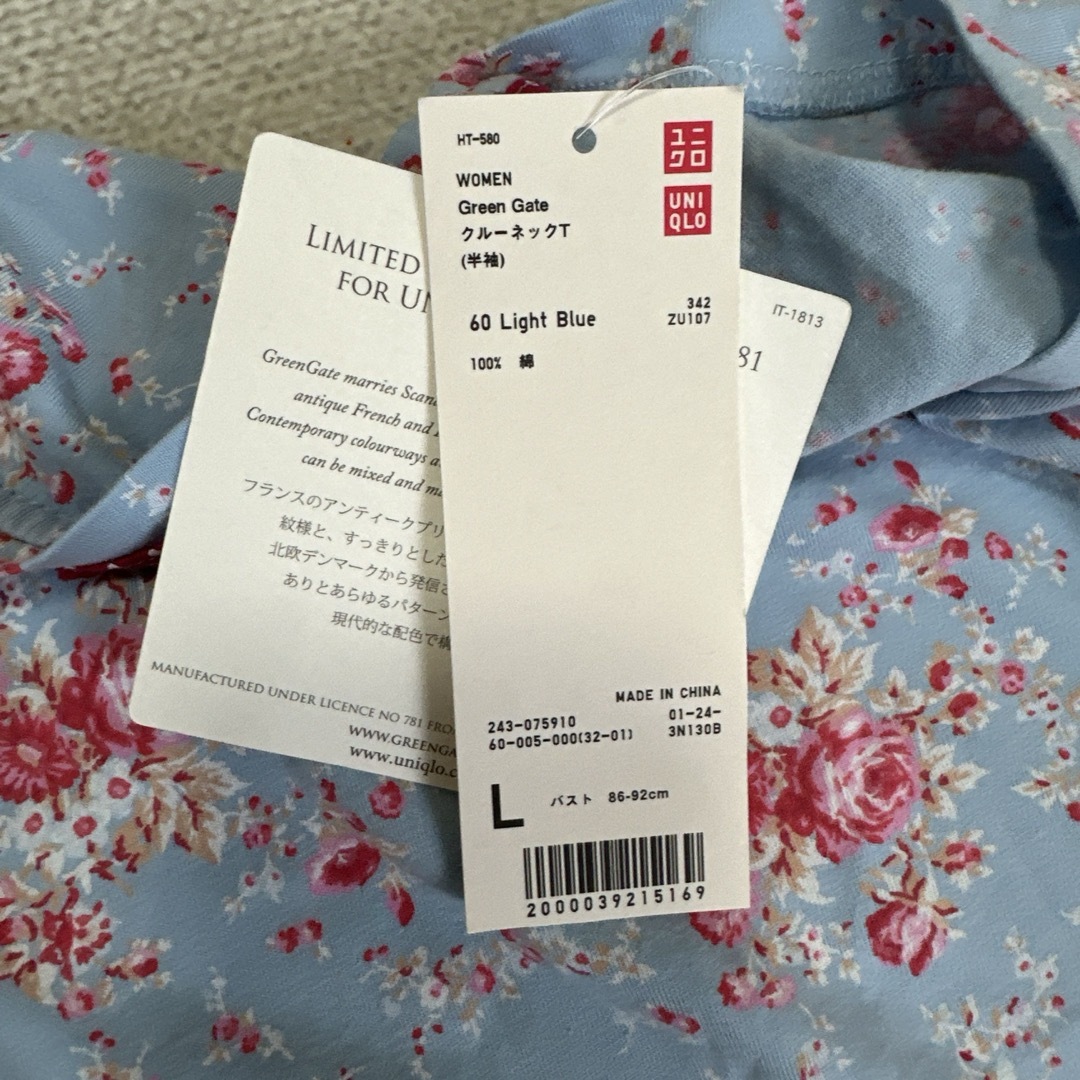 HT-580
ユニ
クロ
UNI
QLO
WOMEN
Green Gate
クルーネックT
(半袖)
60 Light Blue
342
ZU107
100% 綿
MADE IN CHINA
243-075910 01-24-
60-005-000(32-01) 3N130B
L バスト 86-92cm
2000039215169
LIMITED
FOR
GreenGate marries
antique French and
Contemporary colourways
can be mixed and
フランスのアンティークプリ
紋様と、すっきりとした
北欧デンマークから発信
ありとあらゆるパターン
現代的な配色で
MANUFACTURED UNDER LICENCE NO 781
WWW.GREENGA
www.uniqlo.c
IT-1813
81